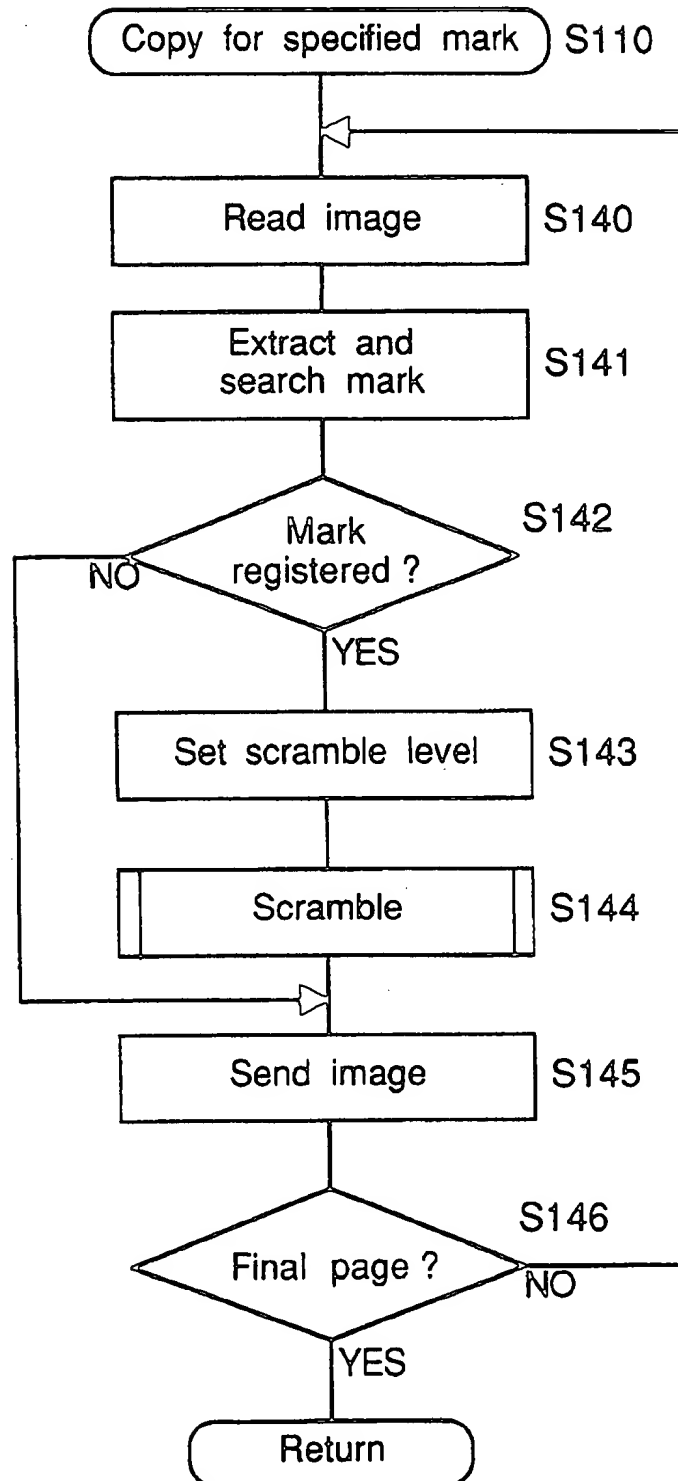 Copy for specified mark S110
Read image S140
Extract and
search mark S141
S142
Mark
registered ?
NO
YES
Set scramble level S143
Scramble S144
Send image S145
S146
Final page ?
NO
YES
Return